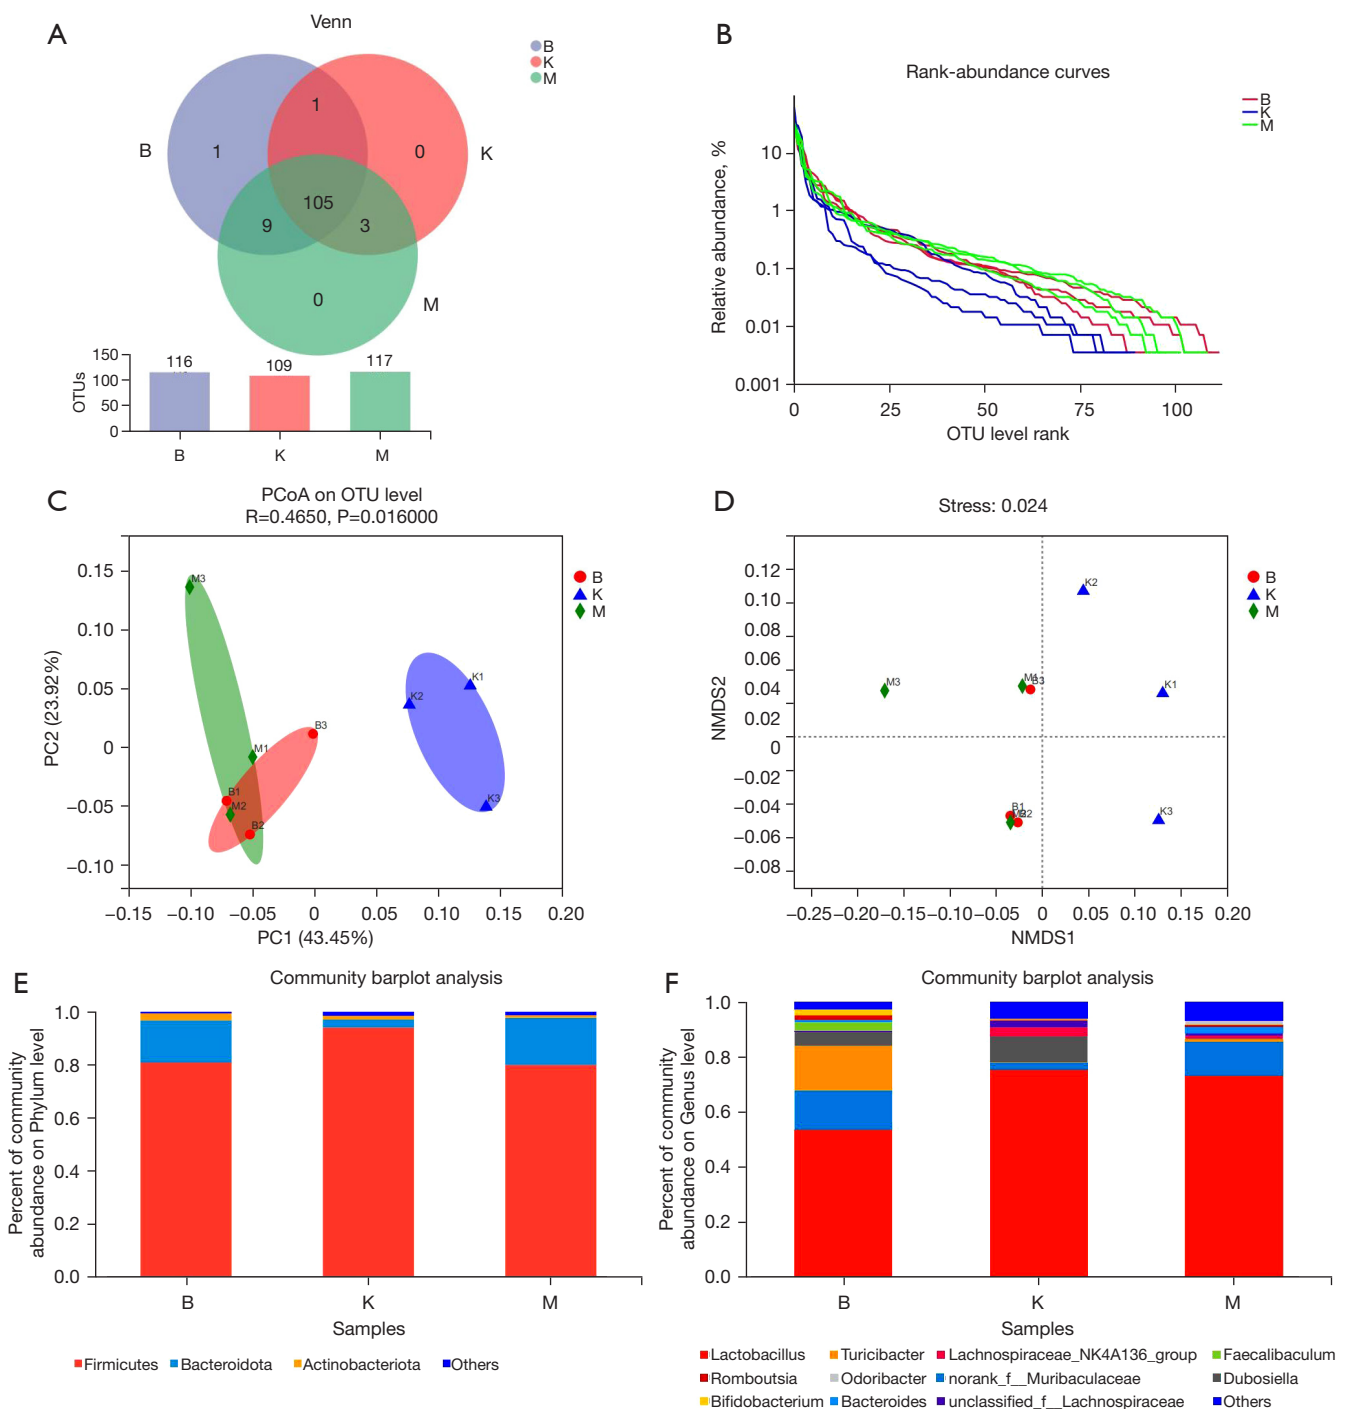 A
Venn
B
K
M
B
K
M
1
1
0
105
9
3
0
OTUs
150
100
50
0
116
109
117
B
K
M
B
Rank-abundance curves
B
K
M
Relative abundance, %
10
1
0.1
0.01
0.001
0
25
50
75
100
OTU level rank
C
PCoA on OTU level
R=0.4650, P=0.016000
B
K
M
PC2 (23.92%)
0.15
0.10
0.05
0
−0.05
−0.10
M3
K1
K2
B3
M1
B1
M2
B2
K3
−0.15
−0.10
−0.05
0
0.05
0.10
0.15
0.20
PC1 (43.45%)
D
Stress: 0.024
B
K
M
NMDS2
0.12
0.10
0.08
0.06
0.04
0.02
0
−0.02
−0.04
−0.06
−0.08
K2
M3
B3
K1
B1
K3
−0.25
−0.20
−0.15
−0.10
−0.05
0
0.05
0.10
0.15
0.20
NMDS1
E
Community barplot analysis
Percent of community
abundance on Phylum level
1.0
0.8
0.6
0.4
0.2
0.0
B
K
M
Samples
Firmicutes
Bacteroidota
Actinobacteriota
Others
F
Community barplot analysis
Percent of community
abundance on Genus level
1.0
0.8
0.6
0.4
0.2
0.0
B
K
M
Samples
Lactobacillus
Turicibacter
Lachnospiraceae_NK4A136_group
Faecalibaculum
Romboutsia
Odoribacter
norank_f__Muribaculaceae
Dubosiella
Bifidobacterium
Bacteroides
unclassified_f__Lachnospiraceae
Others